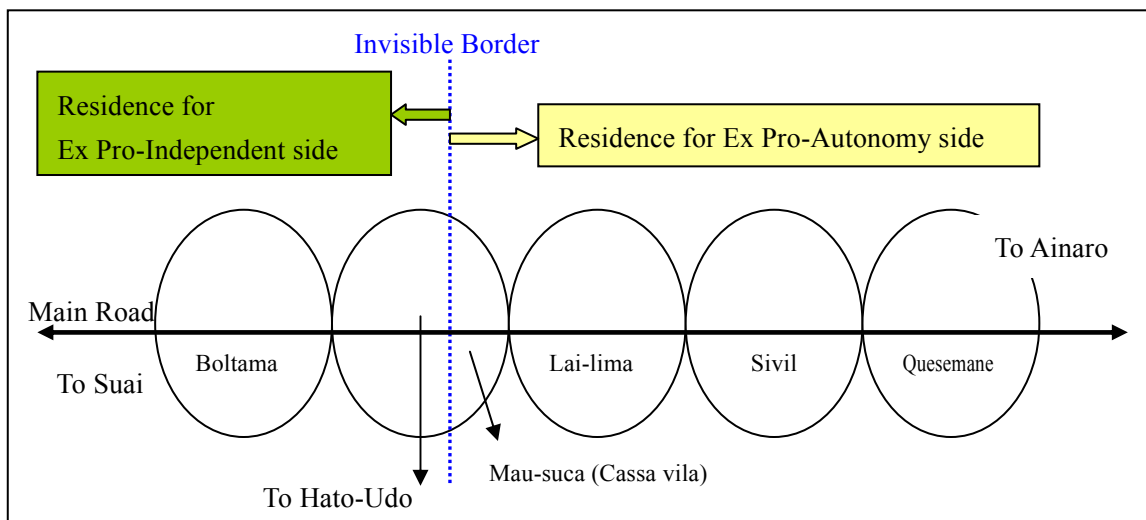 Invisible Border
Residence for
Ex Pro-Independent side
Residence for Ex Pro-Autonomy side
To Ainaro
Main Road
Boltama
Lai-lima
Sivil
Quesemane
To Suai
Mau-suca (Cassa vila)
To Hato-Udo